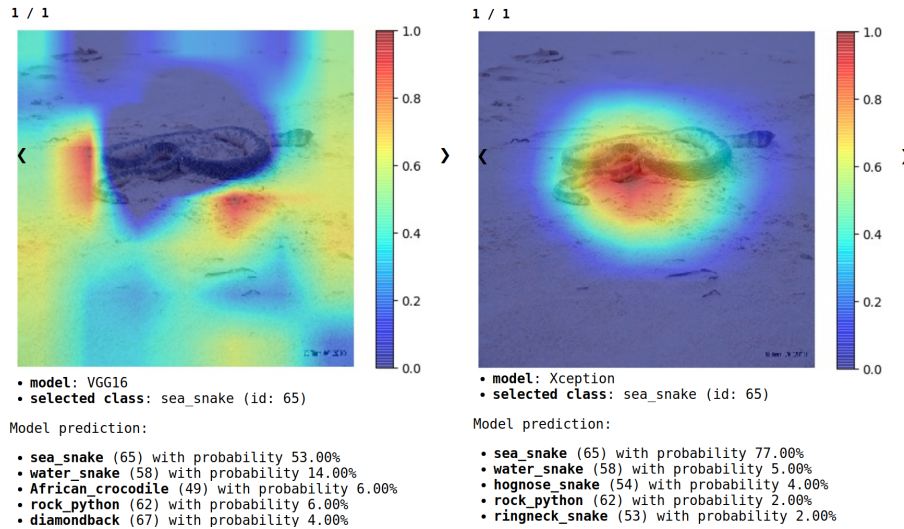 1 / 1
1.0
0.8
0.6
0.4
0.2
0.0
❮
❯
• model: VGG16
• selected class: sea_snake (id: 65)
Model prediction:
• sea_snake (65) with probability 53.00%
• water_snake (58) with probability 14.00%
• African_crocodile (49) with probability 6.00%
• rock_python (62) with probability 6.00%
• diamondback (67) with probability 4.00%
1 / 1
1.0
0.8
0.6
0.4
0.2
0.0
❮
• model: Xception
• selected class: sea_snake (id: 65)
Model prediction:
• sea_snake (65) with probability 77.00%
• water_snake (58) with probability 5.00%
• hognose_snake (54) with probability 4.00%
• rock_python (62) with probability 2.00%
• ringneck_snake (53) with probability 2.00%